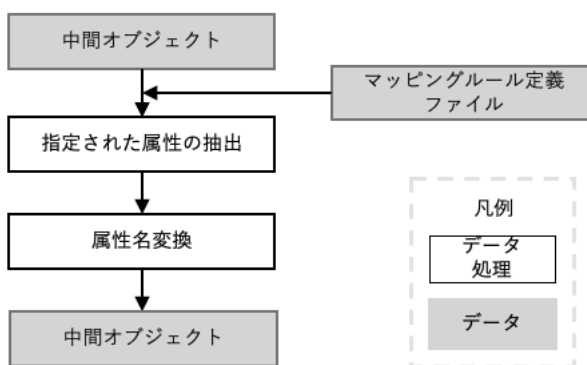 中間オブジェクト
マッピングルール定義
ファイル
指定された属性の抽出
属性名変換
中間オブジェクト
凡例
データ
処理
データ